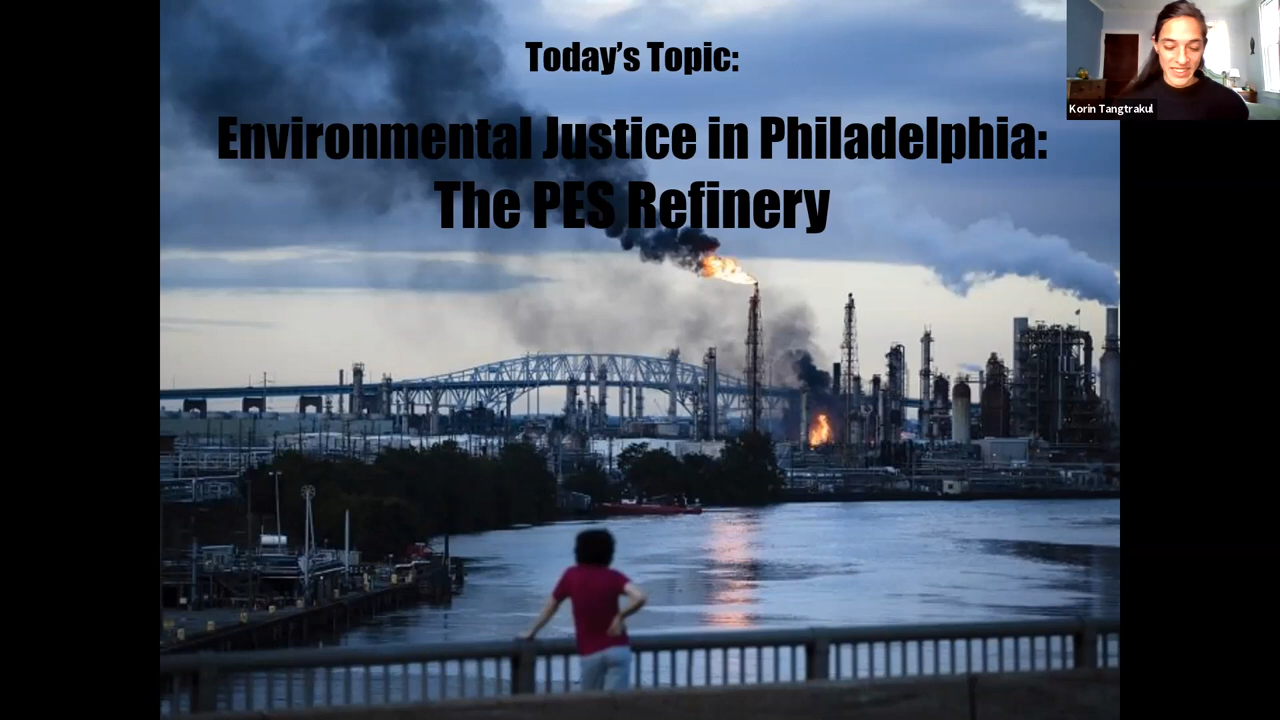 Today's Topic:
Environmental Justice in Philadelphia:
The PES Refinery
Korin Tangtrakul